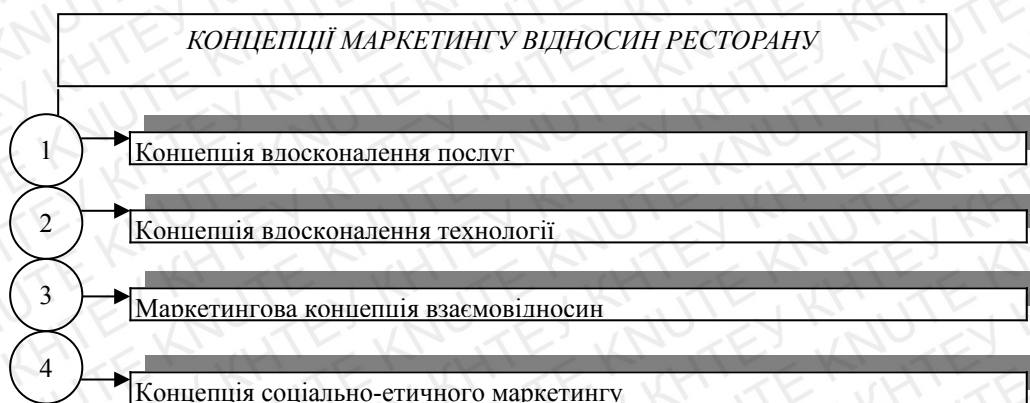 КОНЦЕПЦІЇ МАРКЕТИНГУ ВІДНОСИН РЕСТОРАНУ
1
Концепція вдосконалення послуг
2
Концепція вдосконалення технології
3
Маркетингова концепція взаємовідносин
4
Концепція соціально-етичного маркетингу